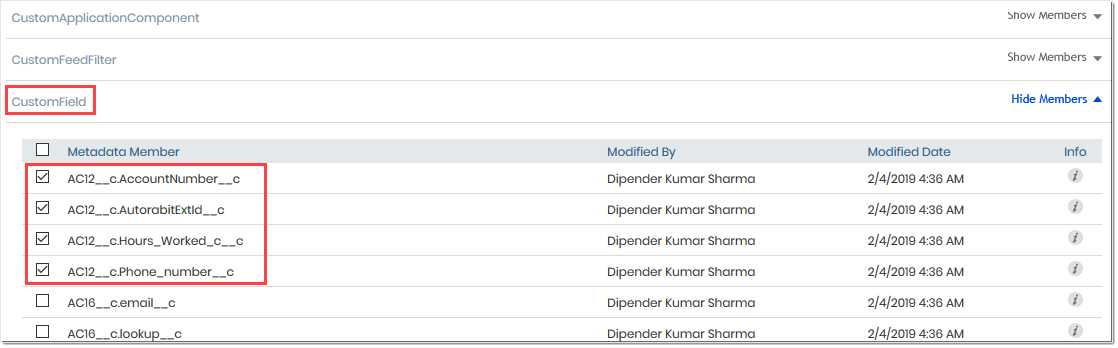 CustomApplicationComponent Show Members
CustomFeedFilter Show Members
CustomField Hide Members
Metadata Member Modified By Modified Date Info
AC12__c.AccountNumber__c Dipender Kumar Sharma 2/4/2019 4:36 AM i
AC12__c.AutorabitExtId__c Dipender Kumar Sharma 2/4/2019 4:36 AM i
AC12__c.Hours_Worked_c__c Dipender Kumar Sharma 2/4/2019 4:36 AM i
AC12__c.Phone_number__c Dipender Kumar Sharma 2/4/2019 4:36 AM i
AC16__c.email__c Dipender Kumar Sharma 2/4/2019 4:36 AM i
AC16__c.lookup__c Dipender Kumar Sharma 2/4/2019 4:36 AM i